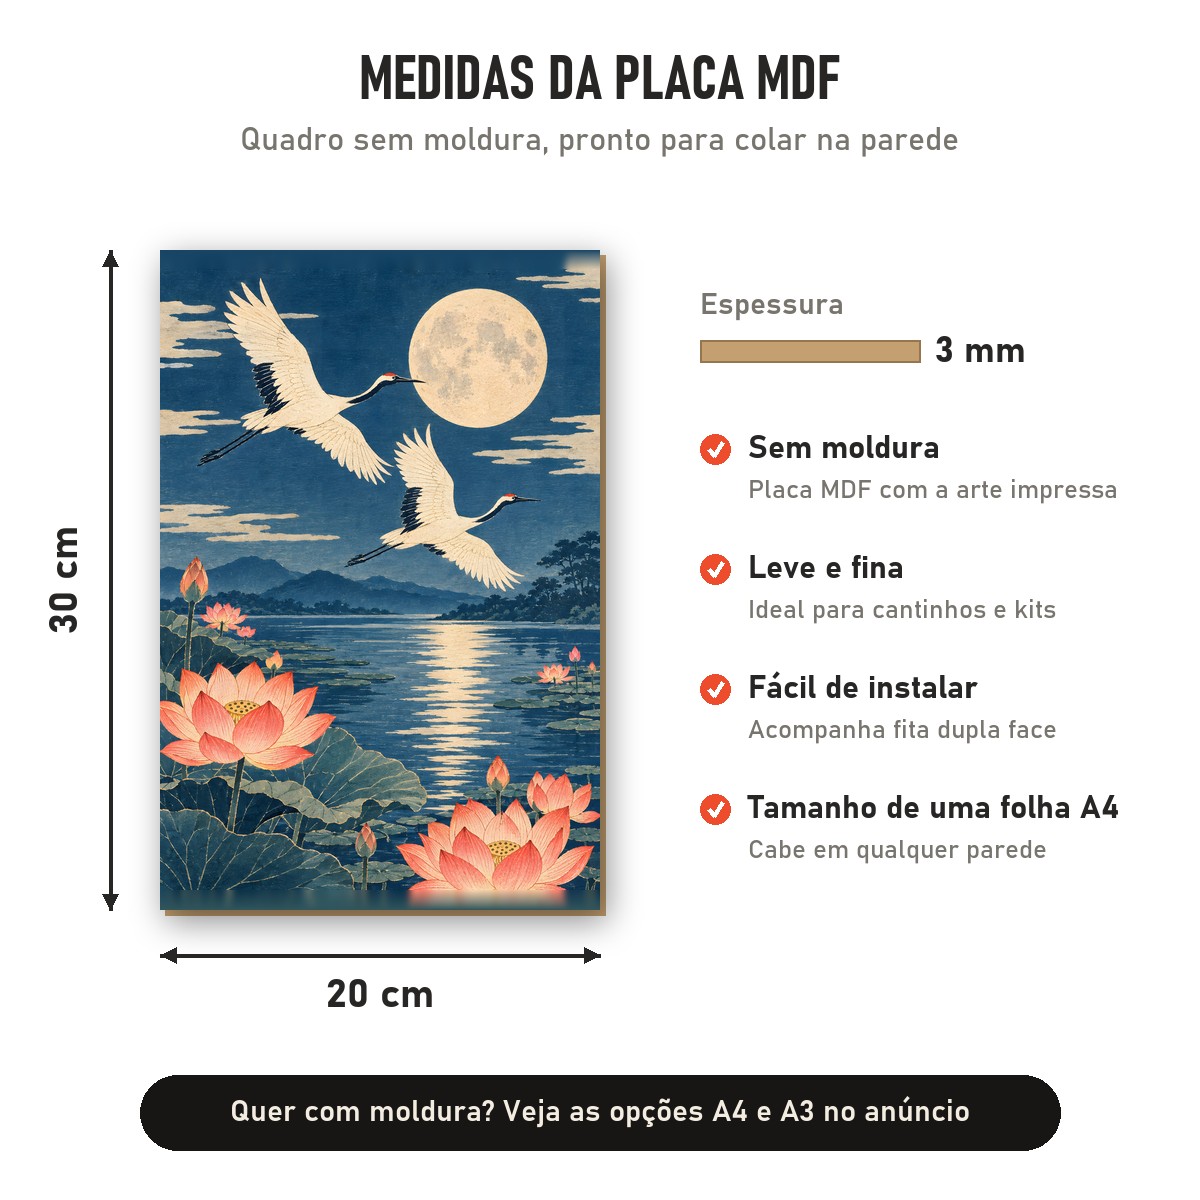 MEDIDAS DA PLACA MDF
Quadro sem moldura, pronto para colar na parede
Espessura
3 mm
Sem moldura
Placa MDF com a arte impressa
Leve e fina
Ideal para cantinhos e kits
Fácil de instalar
Acompanha fita dupla face
Tamanho de uma folha A4
Cabe em qualquer parede
30 cm
20 cm
Quer com moldura? Veja as opções A4 e A3 no anúncio